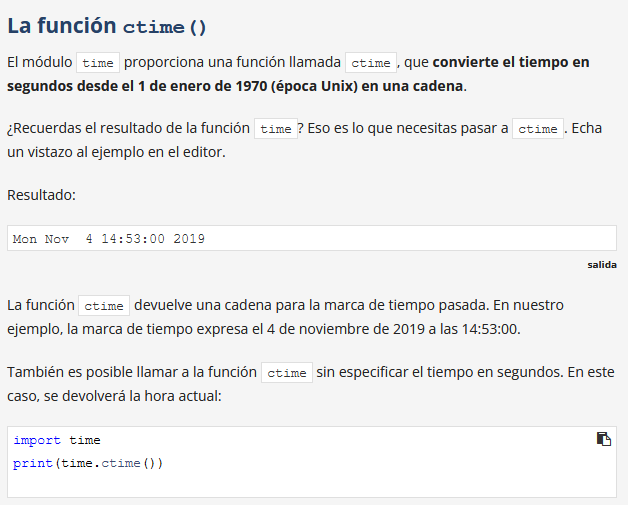 La función ctime()
El módulo time proporciona una función llamada ctime, que convierte el tiempo en
segundos desde el 1 de enero de 1970 (época Unix) en una cadena.
¿Recuerdas el resultado de la función time? Eso es lo que necesitas pasar a ctime. Echa
un vistazo al ejemplo en el editor.
Resultado:
Mon Nov  4 14:53:00 2019
salida
La función ctime devuelve una cadena para la marca de tiempo pasada. En nuestro
ejemplo, la marca de tiempo expresa el 4 de noviembre de 2019 a las 14:53:00.
También es posible llamar a la función ctime sin especificar el tiempo en segundos. En este
caso, se devolverá la hora actual:
import time
print(time.ctime())